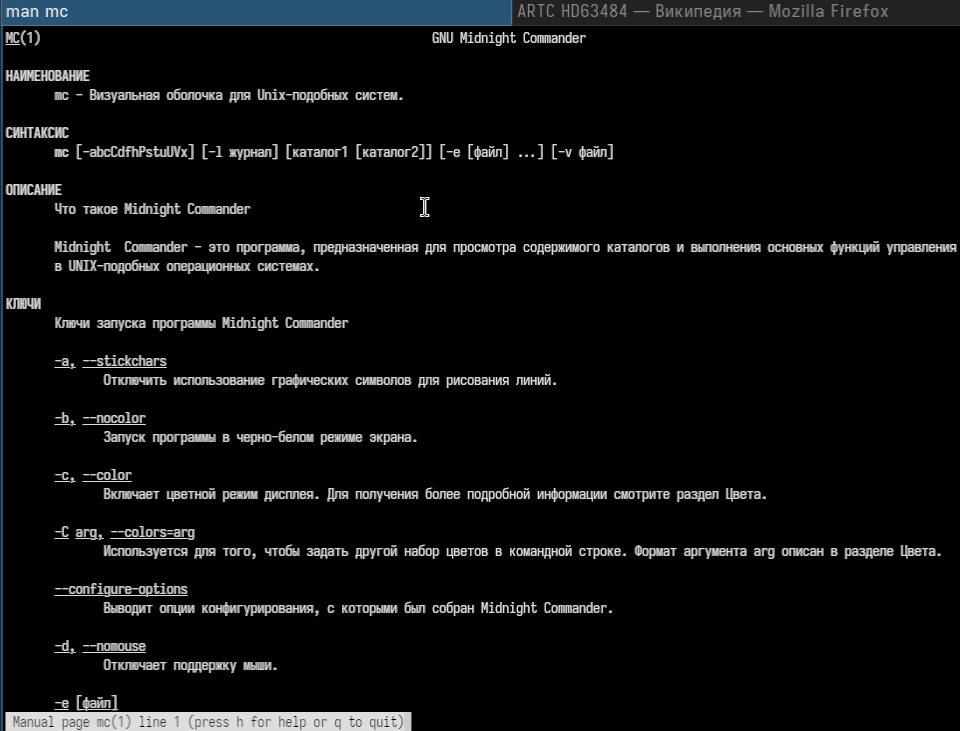 man mc
ARTC HD63484 — Википедия — Mozilla Firefox
MC(1) GNU Midnight Commander
НАИМЕНОВАНИЕ
mc - Визуальная оболочка для Unix-подобных систем.
СИНТАКСИС
mc [-abcCdfhPstuUVx] [-l журнал] [каталог1 [каталог2]] [-e [файл] ...] [-v файл]
ОПИСАНИЕ
Что такое Midnight Commander
Midnight  Commander - это программа, предназначенная для просмотра содержимого каталогов и выполнения основных функций управления
в UNIX-подобных операционных системах.
КЛЮЧИ
Ключи запуска программы Midnight Commander
-a, --stickchars
Отключить использование графических символов для рисования линий.
-b, --nocolor
Запуск программы в черно-белом режиме экрана.
-c, --color
Включает цветной режим дисплея. Для получения более подробной информации смотрите раздел Цвета.
-C arg, --colors=arg
Используется для того, чтобы задать другой набор цветов в командной строке. Формат аргумента arg описан в разделе Цвета.
--configure-options
Выводит опции конфигурирования, с которыми был собран Midnight Commander.
-d, --nomouse
Отключает поддержку мыши.
-e [файл]
Manual page mc(1) line 1 (press h for help or q to quit)